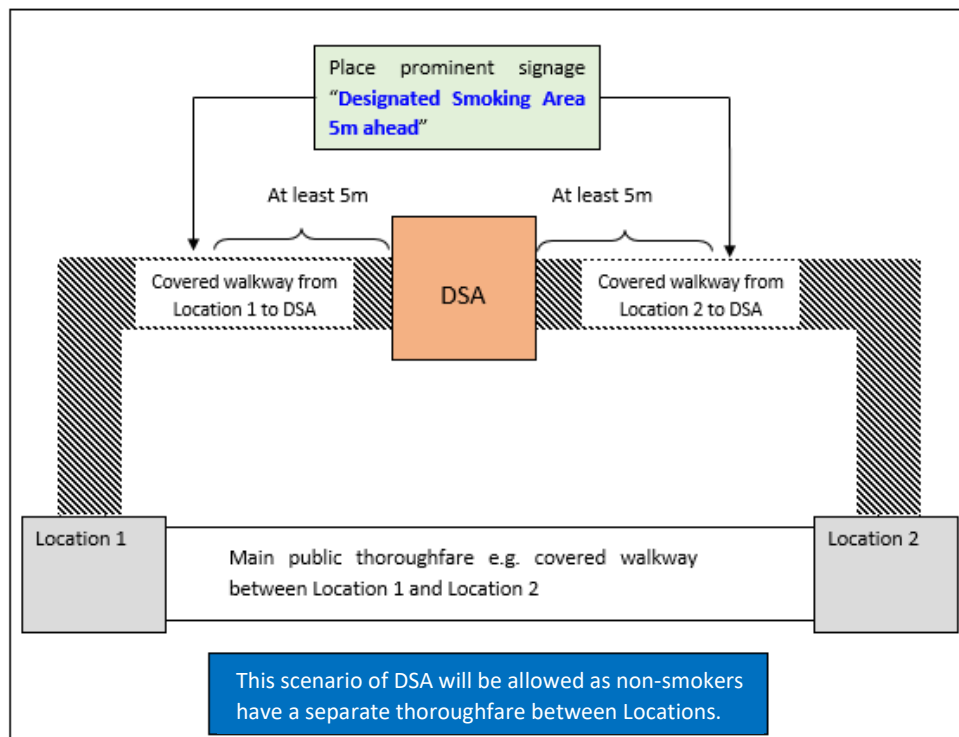 Place prominent signage
“Designated Smoking Area
5m ahead”
At least 5m
At least 5m
Covered walkway from
Location 1 to DSA
DSA
Covered walkway from
Location 2 to DSA
Location 1
Main public thoroughfare e.g. covered walkway
between Location 1 and Location 2
Location 2
This scenario of DSA will be allowed as non-smokers
have a separate thoroughfare between Locations.